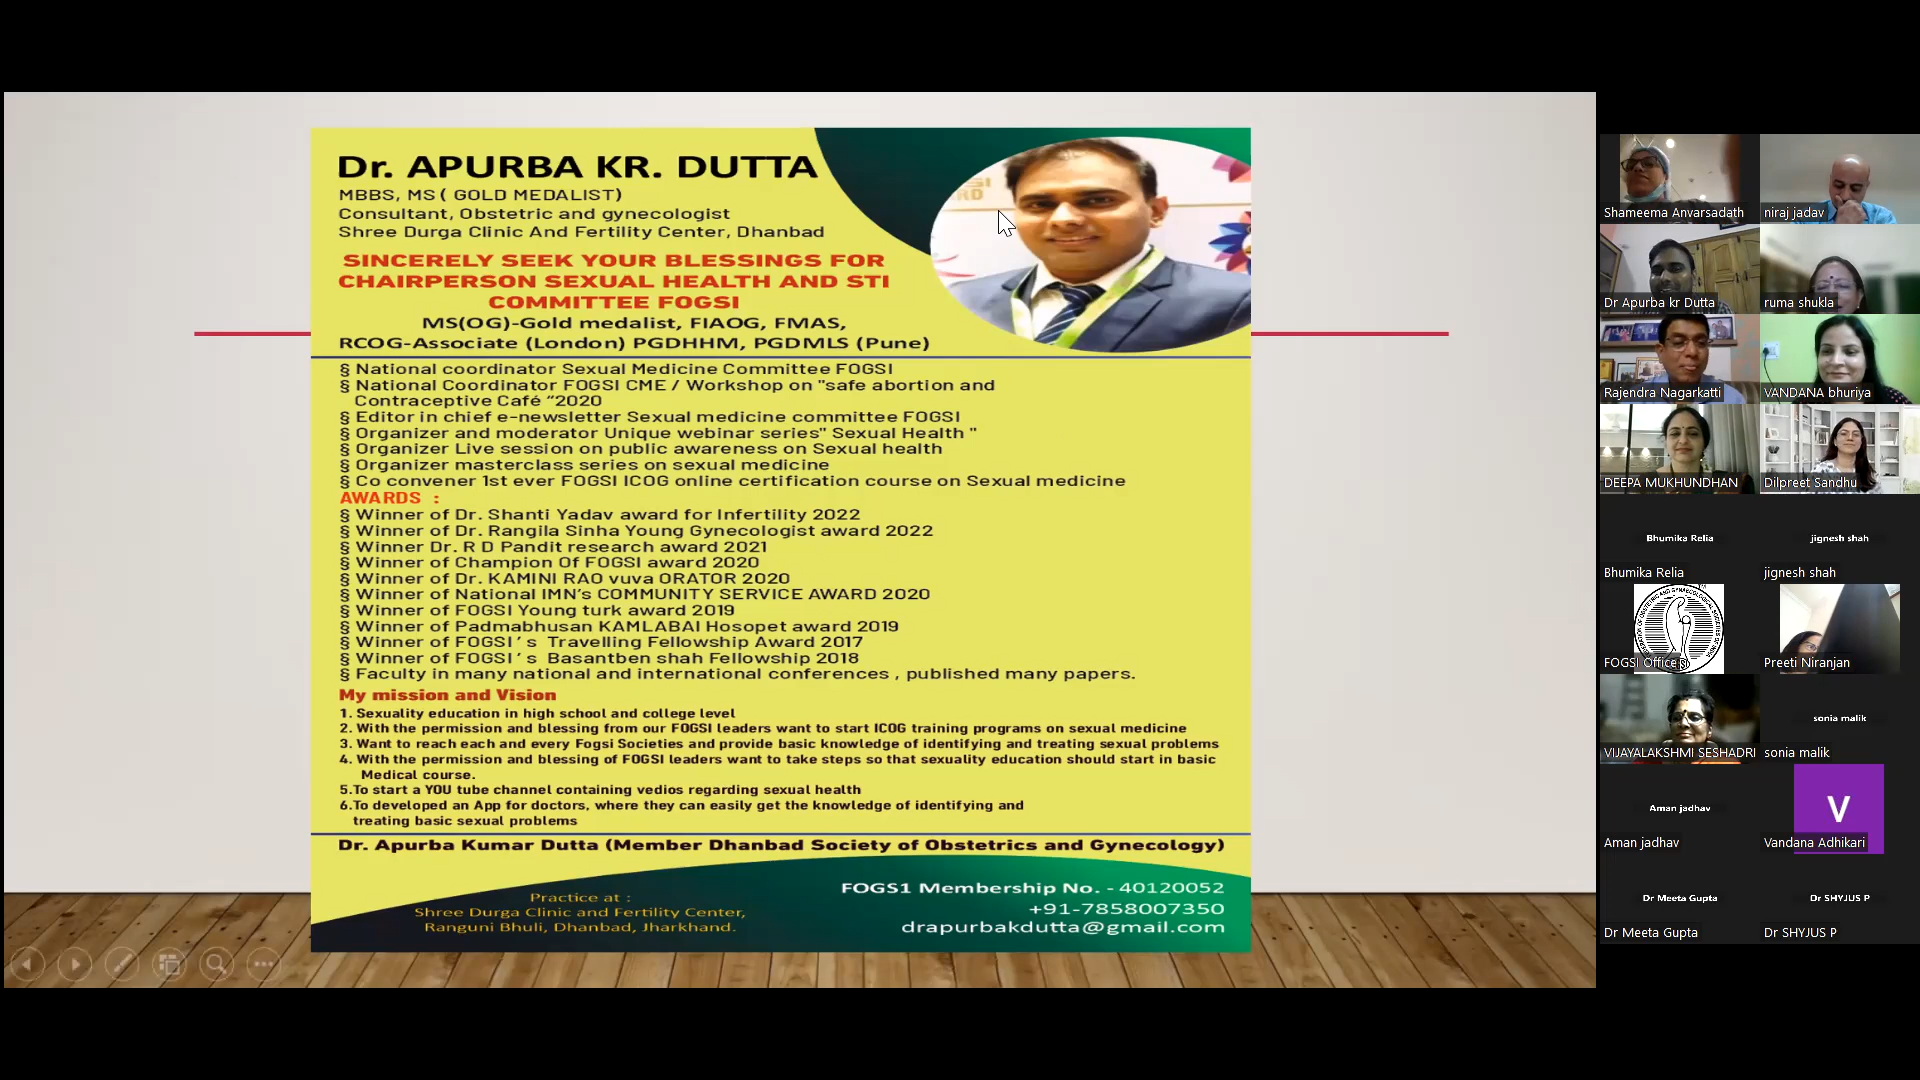 Dr. APURBA KR. DUTTA
MBBS, MS ( GOLD MEDALIST)
Consultant, Obstetric and gynecologist
Shree Durga Clinic And Fertility Center, Dhanbad
SINCERELY SEEK YOUR BLESSINGS FOR
CHAIRPERSON SEXUAL HEALTH AND STI
COMMITTEE FOGSI
MS(OG)-Gold medalist, FIAOG, FMAS,
RCOG-Associate (London) PGDHHM, PGDMLS (Pune)
§ National coordinator Sexual Medicine Committee FOGSI
§ National Coordinator FOGSI CME / Workshop on "safe abortion and
Contraceptive Café “2020
§ Editor in chief e-newsletter Sexual medicine committee FOGSI
§ Organizer and moderator Unique webinar series" Sexual Health "
§ Organizer Live session on public awareness on Sexual health
§ Organizer masterclass series on sexual medicine
§ Co convener 1st ever FOGSI ICOG online certification course on Sexual medicine
AWARDS :
§ Winner of Dr. Shanti Yadav award for Infertility 2022
§ Winner of Dr. Rangila Sinha Young Gynecologist award 2022
§ Winner Dr. R D Pandit research award 2021
§ Winner of Champion Of FOGSI award 2020
§ Winner of Dr. KAMINI RAO vuva ORATOR 2020
§ Winner of National IMN’s COMMUNITY SERVICE AWARD 2020
§ Winner of FOGSI Young turk award 2019
§ Winner of Padmabhusan KAMLABAI Hosopet award 2019
§ Winner of FOGSI ’ s Travelling Fellowship Award 2017
§ Winner of FOGSI ’ s Basantben shah Fellowship 2018
§ Faculty in many national and international conferences , published many papers.
My mission and Vision
1. Sexuality education in high school and college level
2. With the permission and blessing from our FOGSI leaders want to start ICOG training programs on sexual medicine
3. Want to reach each and every Fogsi Societies and provide basic knowledge of identifying and treating sexual problems
4. With the permission and blessing of FOGSI leaders want to take steps so that sexuality education should start in basic
Medical course.
5.To start a YOU tube channel containing vedios regarding sexual health
6.To developed an App for doctors, where they can easily get the knowledge of identifying and
treating basic sexual problems
Dr. Apurba Kumar Dutta (Member Dhanbad Society of Obstetrics and Gynecology)
Practice at :
Shree Durga Clinic and Fertility Center,
Ranguni Bhuli, Dhanbad, Jharkhand.
FOGS1 Membership No. - 40120052
+91-7858007350
drapurbakdutta@gmail.com
Shameema Anvarsadath
niraj jadav
Dr Apurba kr Dutta
ruma shukla
Rajendra Nagarkatti
VANDANA bhuriya
DEEPA MUKHUNDHAN
Dilpreet Sandhu
Bhumika Relia
jignesh shah
Bhumika Relia
jignesh shah
FOGSI Office
Preeti Niranjan
VIJAYALAKSHMI SESHADRI
sonia malik
sonia malik
Aman jadhav
V
Aman jadhav
Vandana Adhikari
Dr Meeta Gupta
Dr SHYJUS P
Dr Meeta Gupta
Dr SHYJUS P